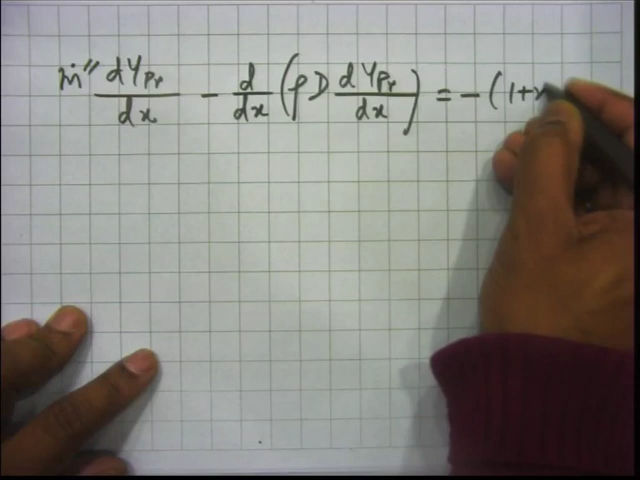 ṁ″ dY_Pr/dx - d/dx (ρD dY_Pr/dx) = - (1+